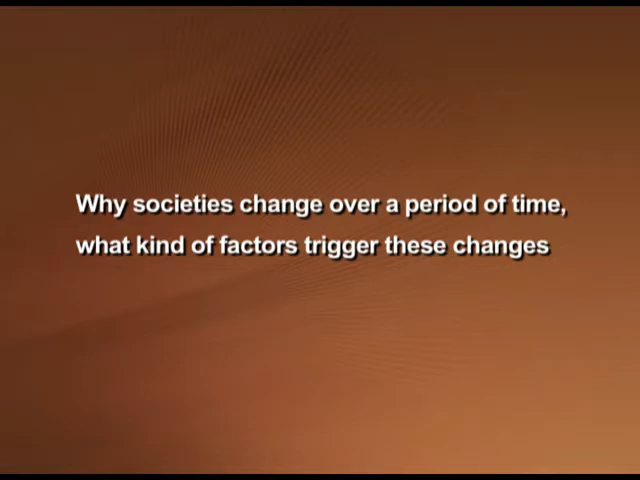 Why societies change over a period of time,
what kind of factors trigger these changes